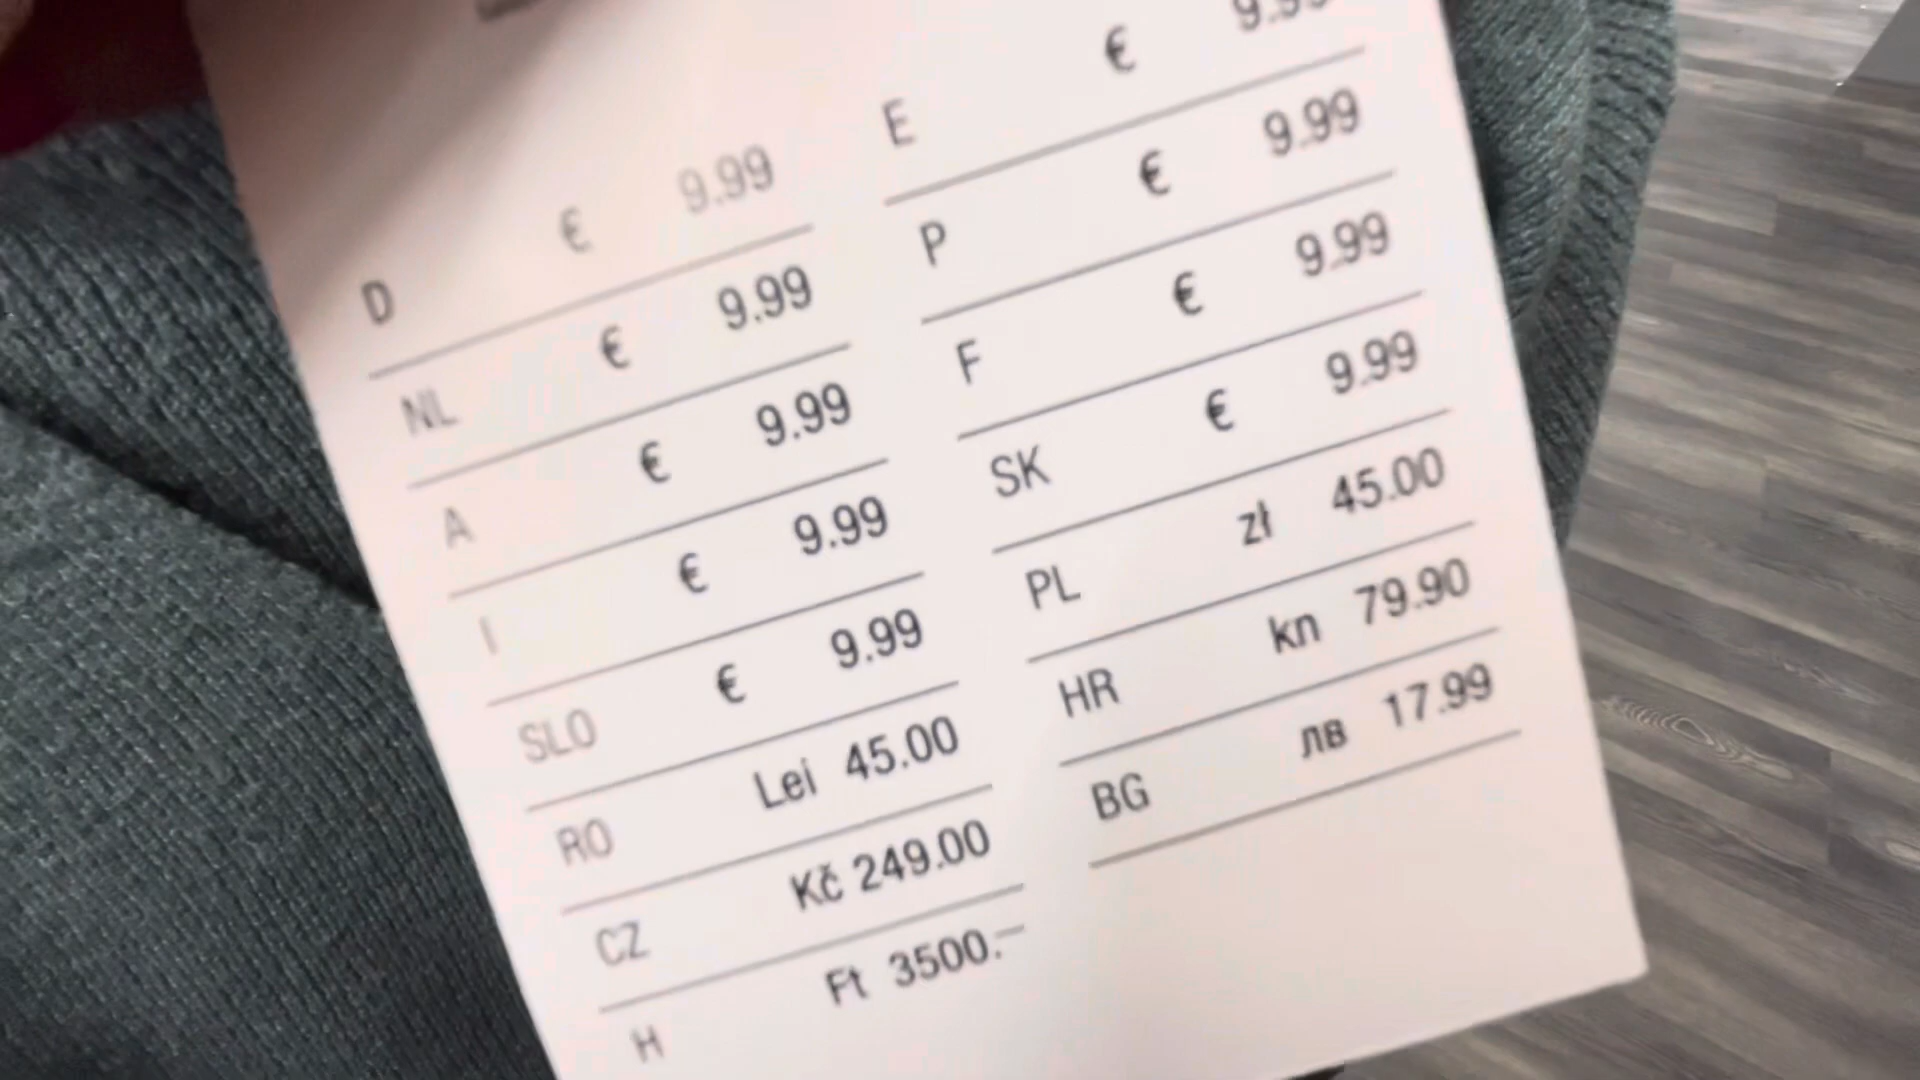 D € 9.99
NL € 9.99
A € 9.99
I € 9.99
SLO € 9.99
RO Lei 45.00
CZ Kč 249.00
H Ft 3500.–
E € 9.99
P € 9.99
F € 9.99
SK € 9.99
PL zł 45.00
HR kn 79.90
BG лв 17.99